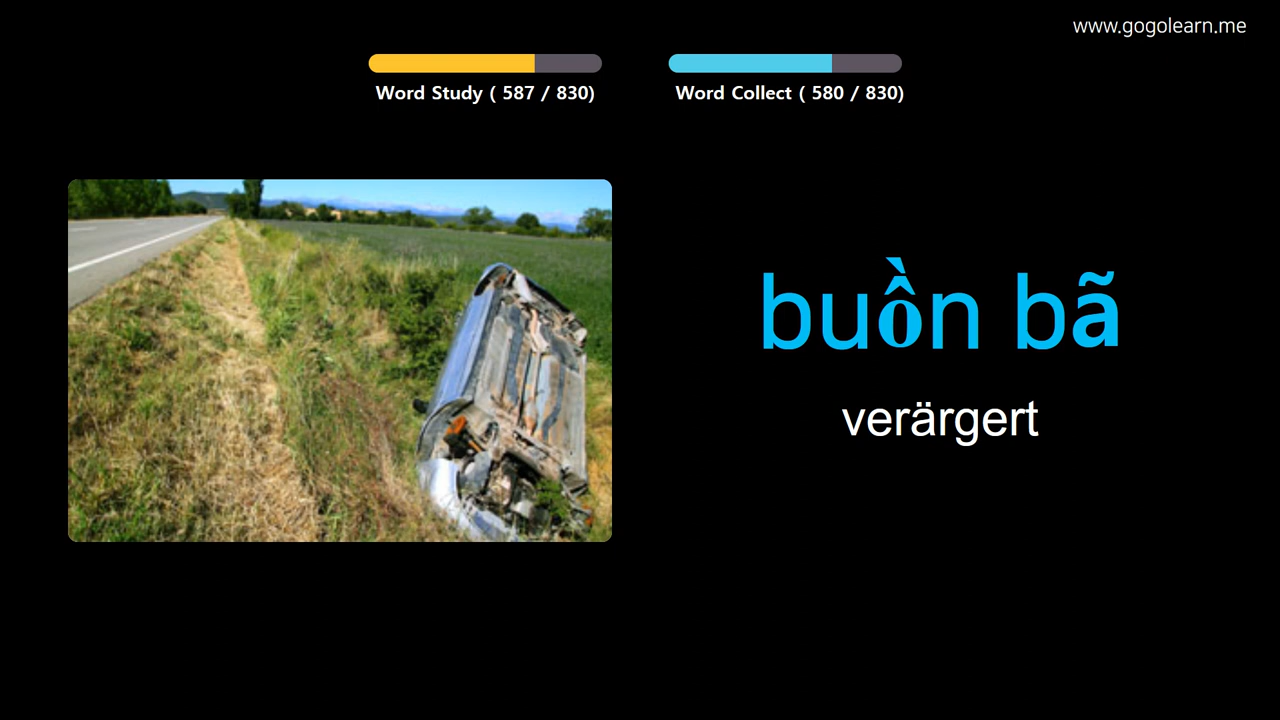 www.gogolearn.me
Word Study ( 587 / 830)
Word Collect ( 580 / 830)
buồn bã
verärgert